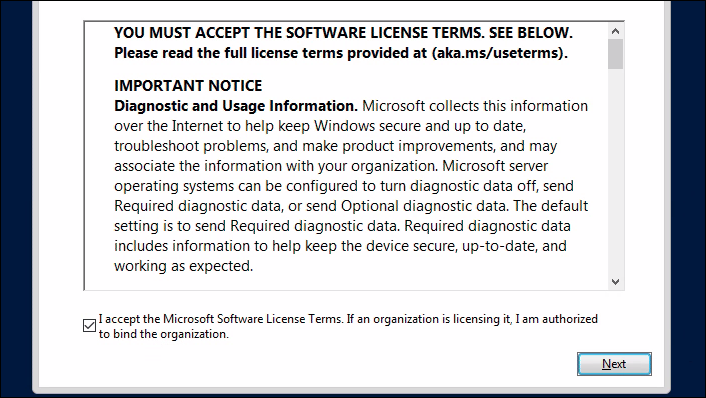 YOU MUST ACCEPT THE SOFTWARE LICENSE TERMS. SEE BELOW.
Please read the full license terms provided at (aka.ms/useterms).
IMPORTANT NOTICE
Diagnostic and Usage Information. Microsoft collects this information
over the Internet to help keep Windows secure and up to date,
troubleshoot problems, and make product improvements, and may
associate the information with your organization. Microsoft server
operating systems can be configured to turn diagnostic data off, send
Required diagnostic data, or send Optional diagnostic data. The default
setting is to send Required diagnostic data. Required diagnostic data
includes information to help keep the device secure, up-to-date, and
working as expected.
I accept the Microsoft Software License Terms. If an organization is licensing it, I am authorized
to bind the organization.
Next